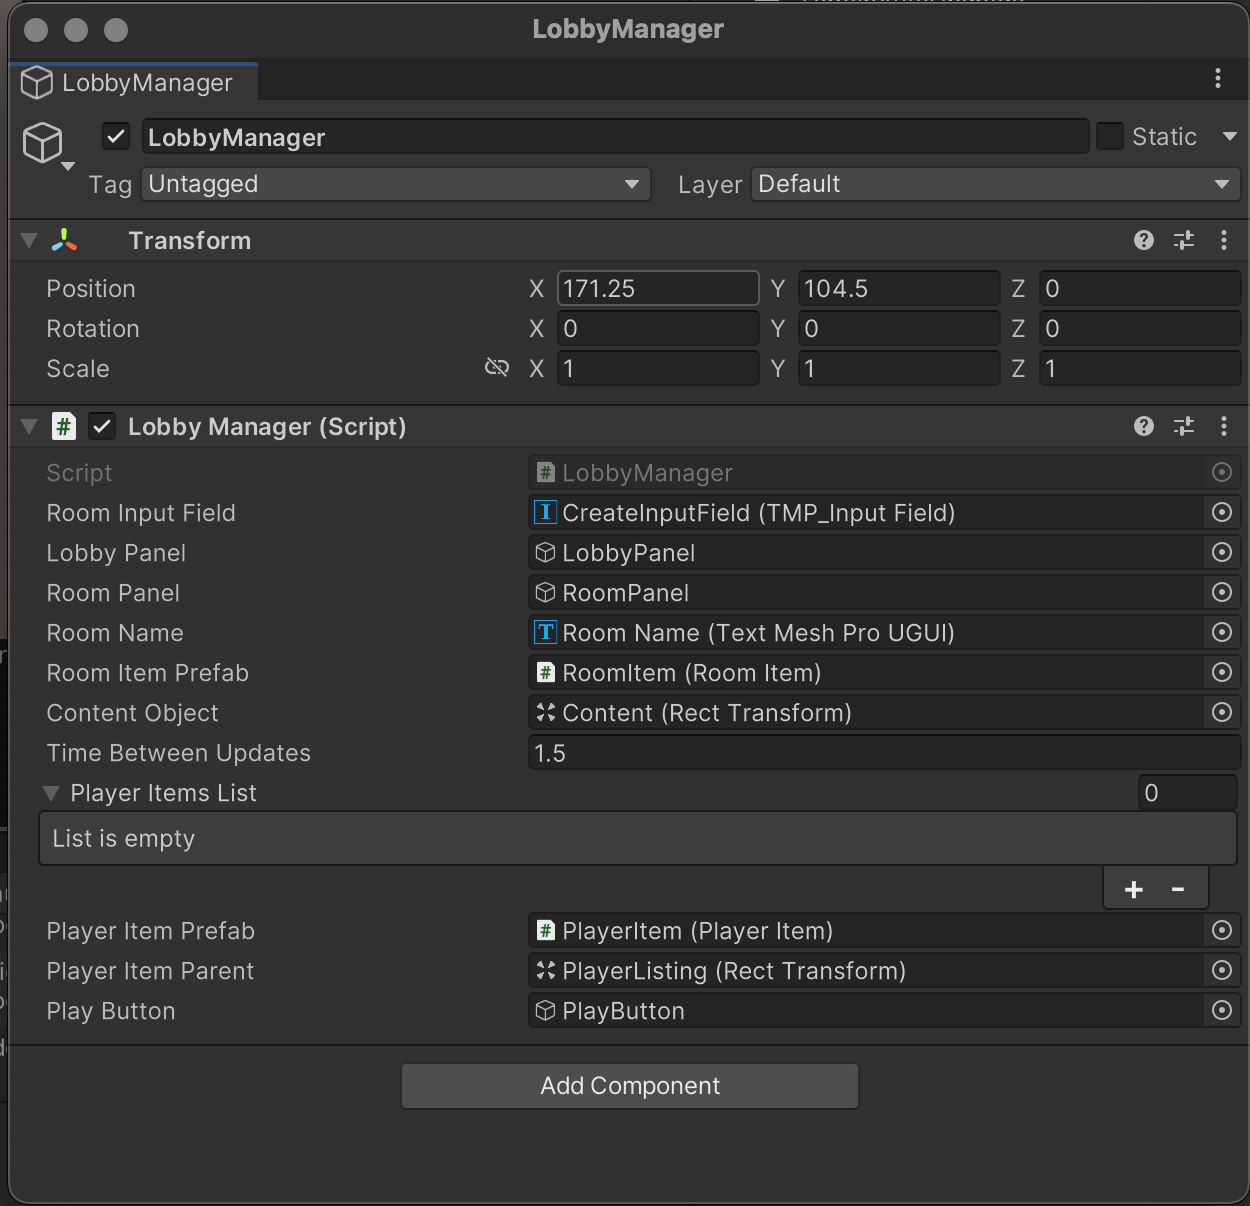 LobbyManager
LobbyManager
LobbyManager Static
Tag Untagged Layer Default
Transform
Position X 171.25 Y 104.5 Z 0
Rotation X 0 Y 0 Z 0
Scale X 1 Y 1 Z 1
# Lobby Manager (Script)
Script # LobbyManager
Room Input Field I CreateInputField (TMP_Input Field)
Lobby Panel LobbyPanel
Room Panel RoomPanel
Room Name T Room Name (Text Mesh Pro UGUI)
Room Item Prefab # RoomItem (Room Item)
Content Object Content (Rect Transform)
Time Between Updates 1.5
Player Items List 0
List is empty
+ -
Player Item Prefab # PlayerItem (Player Item)
Player Item Parent PlayerListing (Rect Transform)
Play Button PlayButton
Add Component